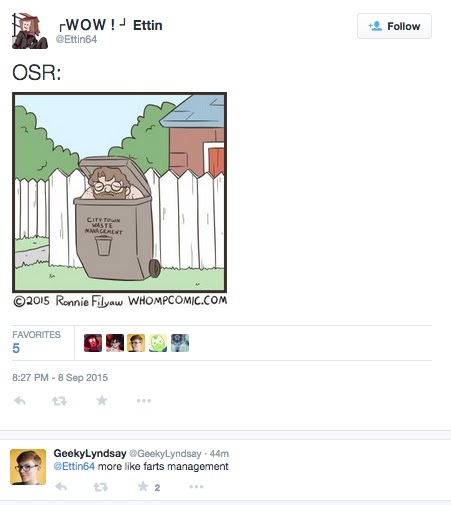 ┌WOW!┘ Ettin
@Ettin64
Follow
OSR:
CITY TOWN
WASTE
MANAGEMENT
©2015 Ronnie Filyaw WHOMPCOMIC.COM
FAVORITES
5
8:27 PM - 8 Sep 2015
GeekyLyndsay @GeekyLyndsay · 44m
@Ettin64 more like farts management
2